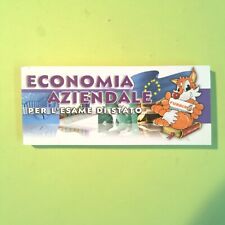 ECONOMIA
AZIENDALE
PER L'ESAME DI STATO